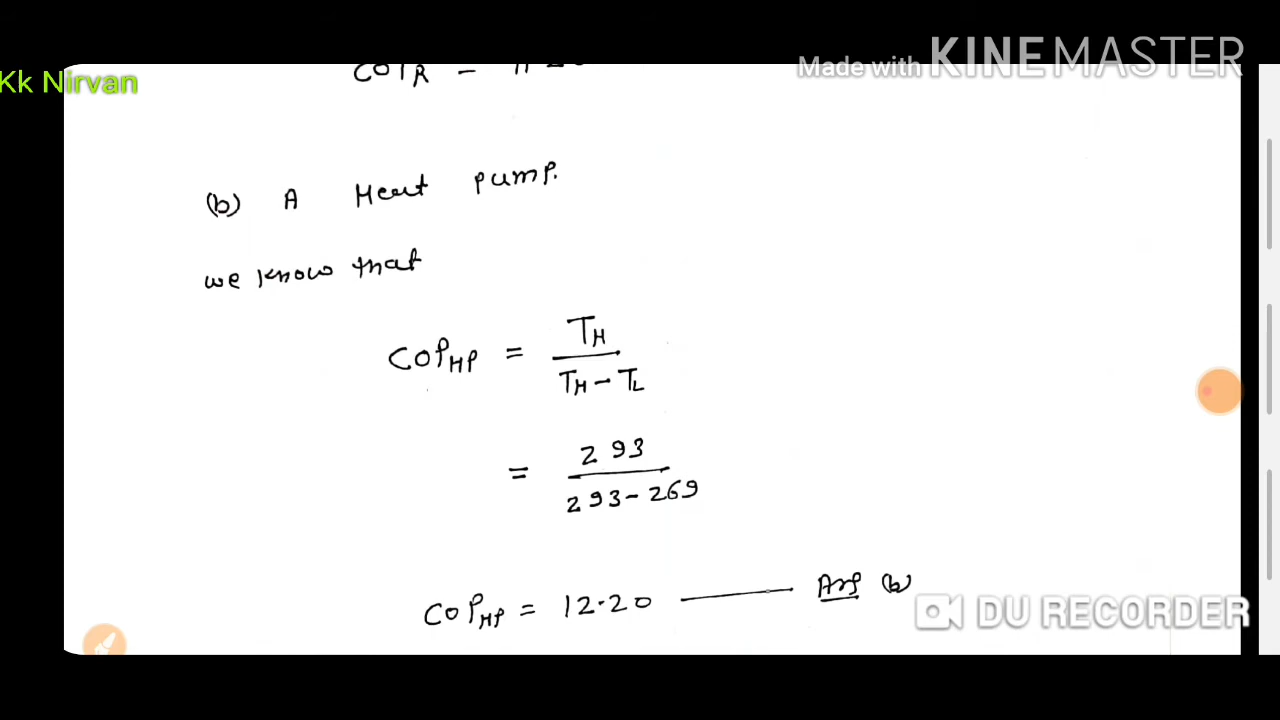 Made with KINEMASTER
Kk Nirvan
(b) A Heat pump.
we know that
COP_HP = T_H / (T_H - T_L)
= 293 / (293 - 269)
COP_HP = 12.20 ——— Ans (b)
DU RECORDER